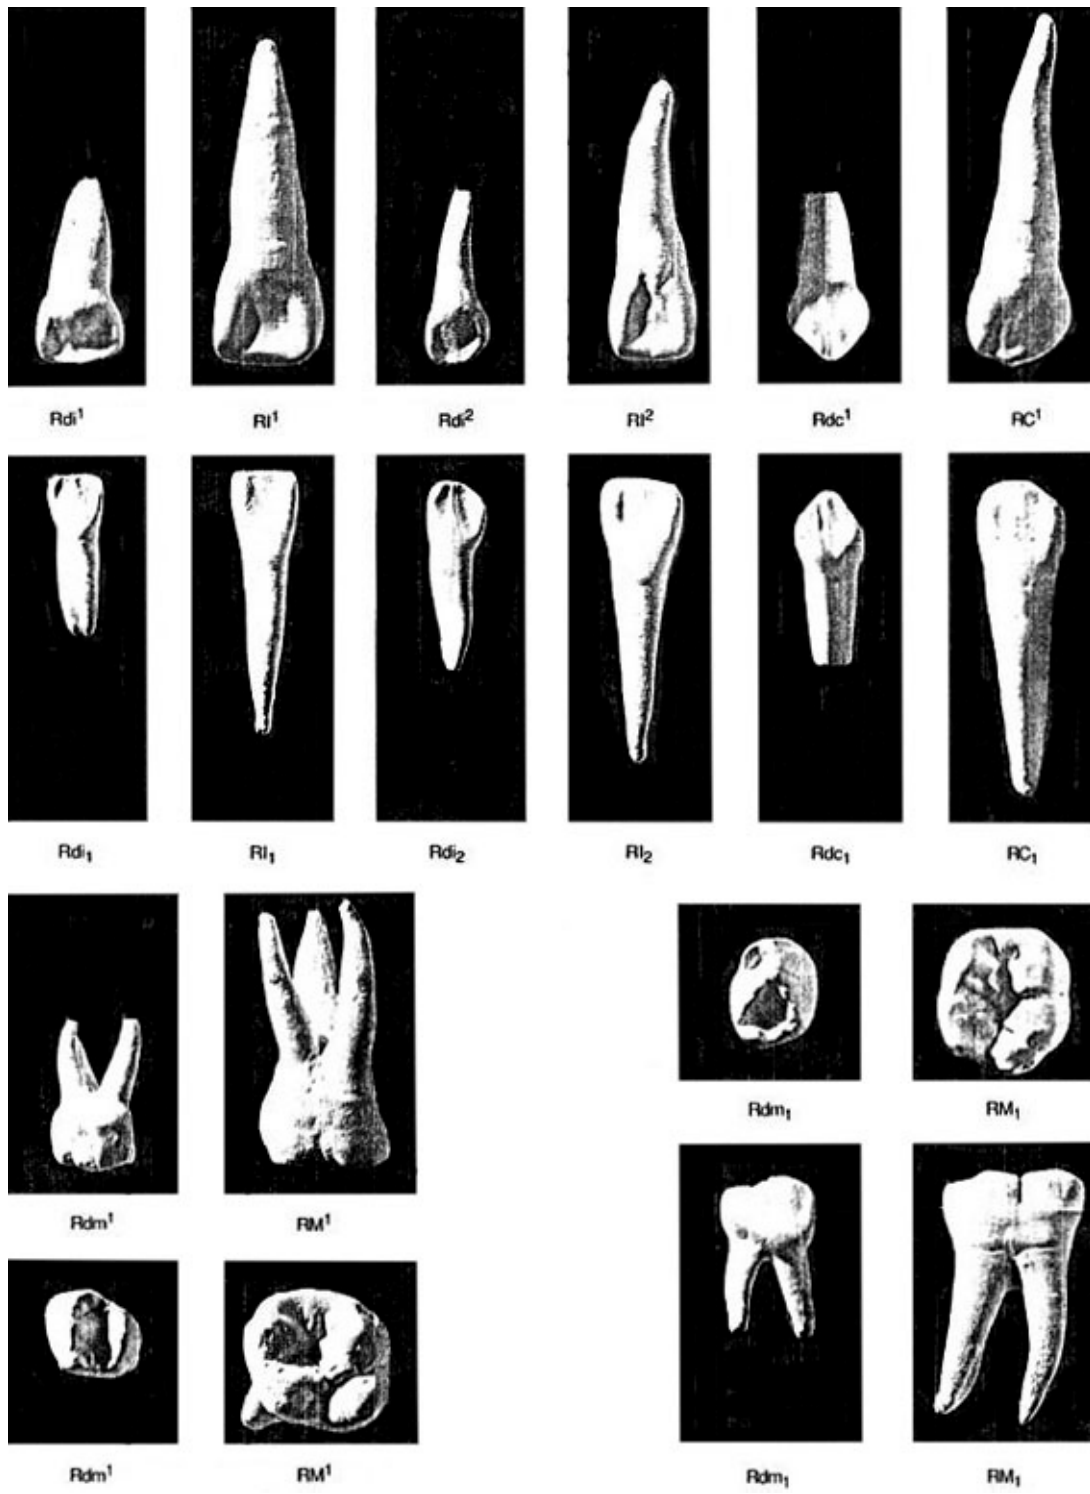 Rdi¹ RI¹ Rdi² RI² Rdc¹ RC¹
Rdi₁ RI₁ Rdi₂ RI₂ Rdc₁ RC₁
Rdm₁ RM₁
Rdm¹ RM¹
Rdm¹ RM¹ Rdm₁ RM₁